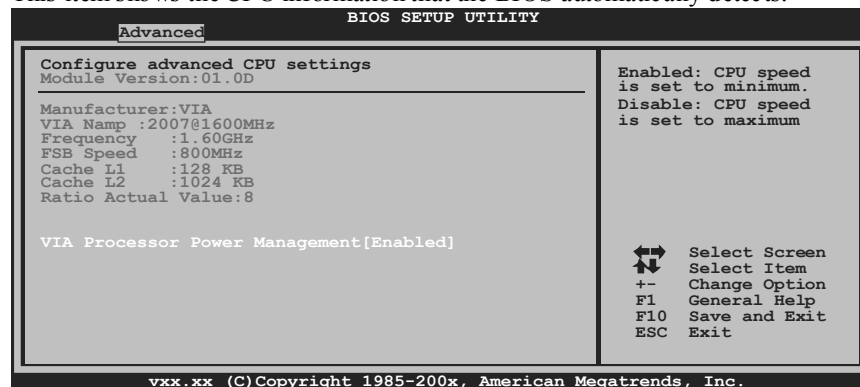 This item shows the CPU information that the BIOS automatically detects.
BIOS SETUP UTILITY
Advanced
Configure advanced CPU settings
Module Version:01.0D
Manufacturer:VIA
VIA Namp :2007@1600MHz
Frequency :1.60GHz
FSB Speed :800MHz
Cache L1 :128 KB
Cache L2 :1024 KB
Ratio Actual Value:8
VIA Processor Power Management[Enabled]
Enabled: CPU speed
is set to minimum.
Disable: CPU speed
is set to maximum
Select Screen
Select Item
+- Change Option
F1 General Help
F10 Save and Exit
ESC Exit
vxx.xx (C)Copyright 1985-200x, American Megatrends, Inc.